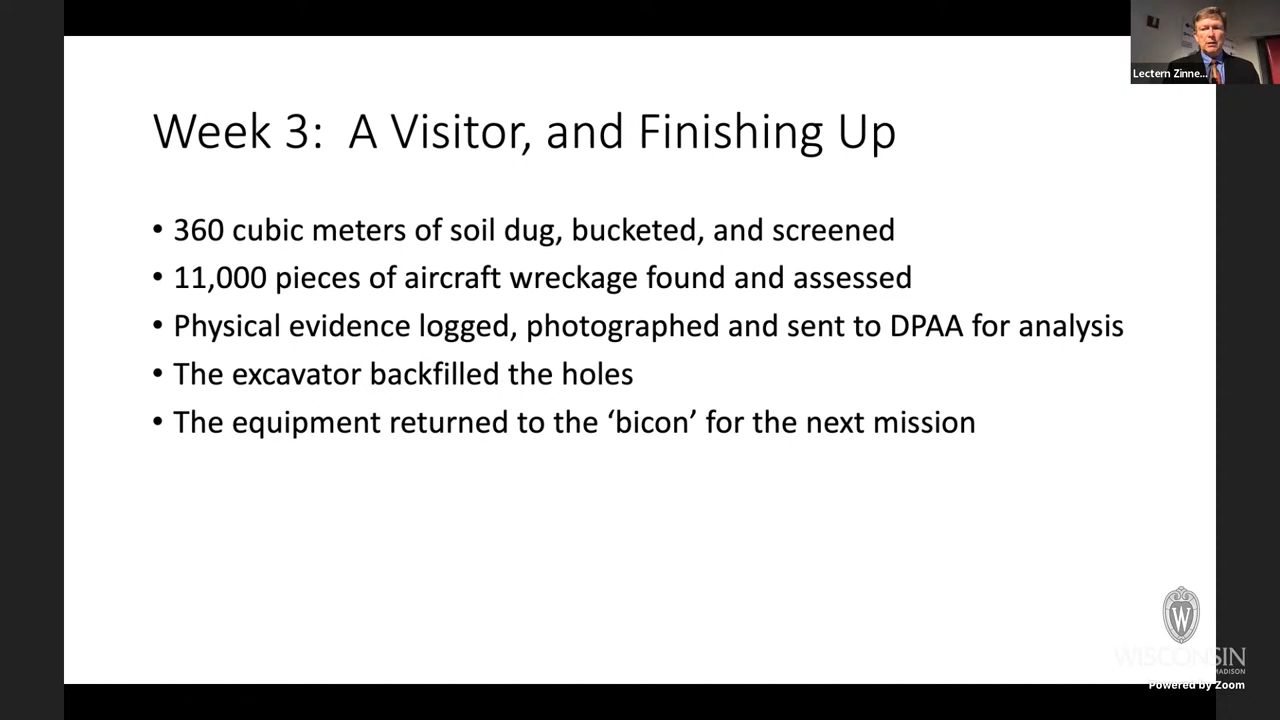 Lectern Zinne...
Week 3: A Visitor, and Finishing Up
• 360 cubic meters of soil dug, bucketed, and screened
• 11,000 pieces of aircraft wreckage found and assessed
• Physical evidence logged, photographed and sent to DPAA for analysis
• The excavator backfilled the holes
• The equipment returned to the ‘bicon’ for the next mission
W
WISCONSIN
MADISON
Powered by Zoom